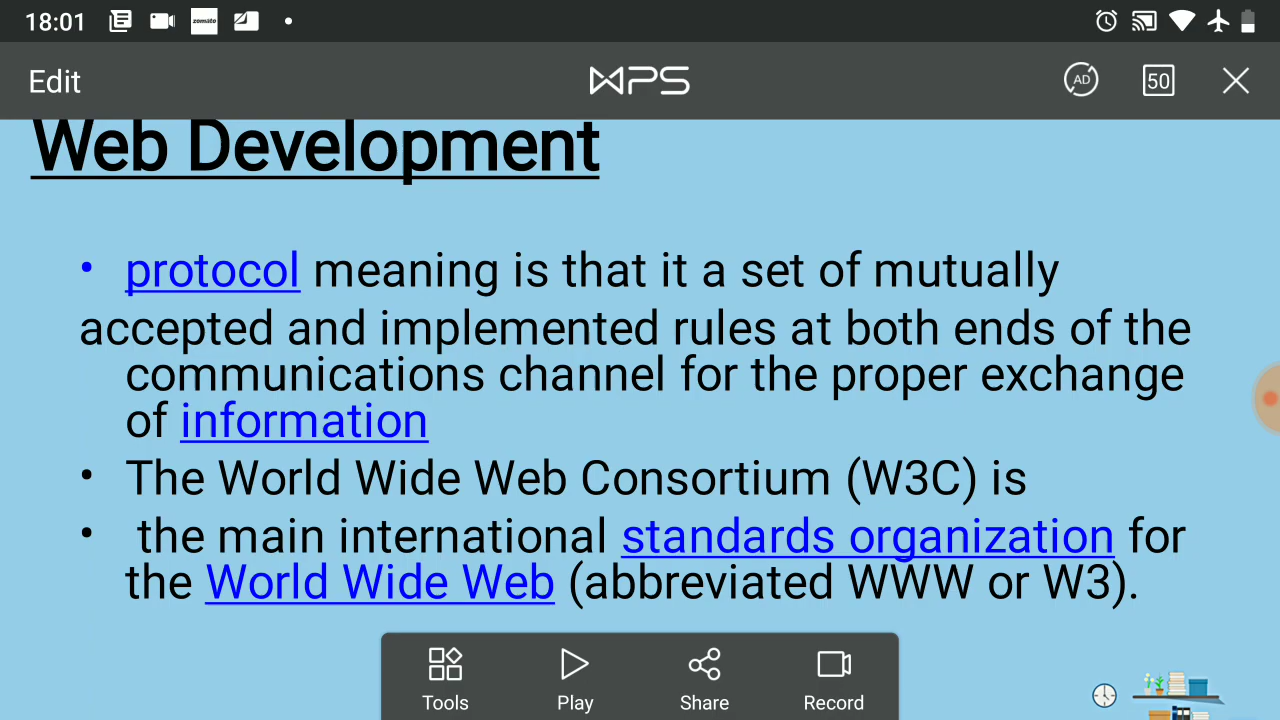 18:01 zomato
Edit WPS AD 50
Web Development
• protocol meaning is that it a set of mutually
accepted and implemented rules at both ends of the
communications channel for the proper exchange
of information
• The World Wide Web Consortium (W3C) is
• the main international standards organization for
the World Wide Web (abbreviated WWW or W3).
Tools Play Share Record